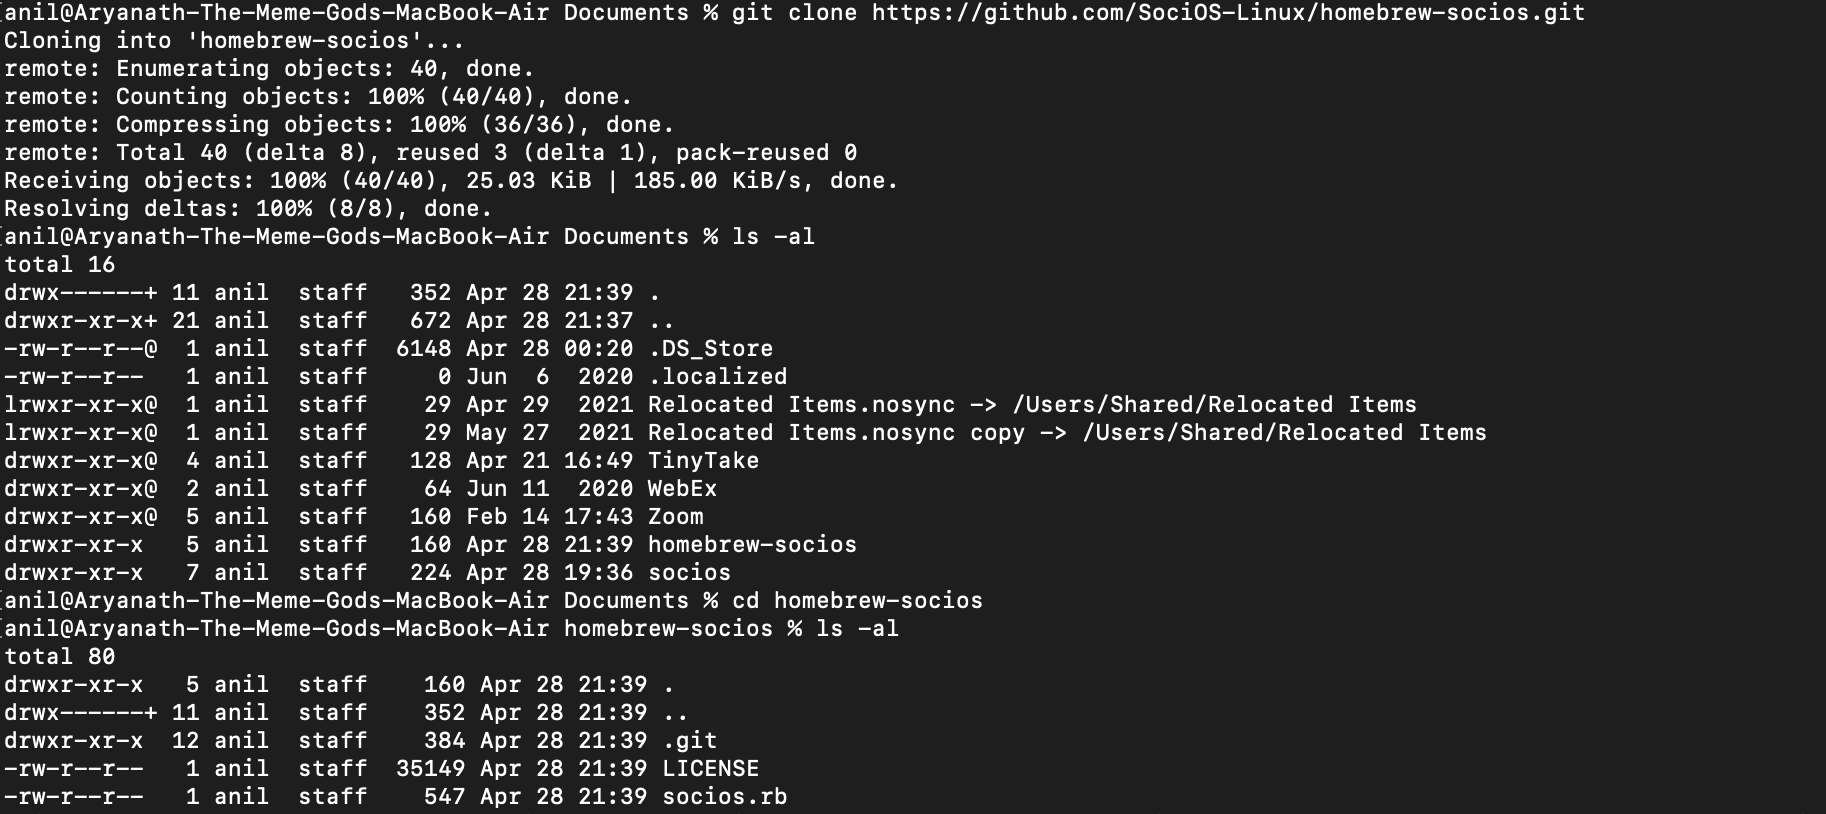 anil@Aryanath-The-Meme-Gods-MacBook-Air Documents % git clone https://github.com/SociOS-Linux/homebrew-socios.git
Cloning into 'homebrew-socios'...
remote: Enumerating objects: 40, done.
remote: Counting objects: 100% (40/40), done.
remote: Compressing objects: 100% (36/36), done.
remote: Total 40 (delta 8), reused 3 (delta 1), pack-reused 0
Receiving objects: 100% (40/40), 25.03 KiB | 185.00 KiB/s, done.
Resolving deltas: 100% (8/8), done.
anil@Aryanath-The-Meme-Gods-MacBook-Air Documents % ls -al
total 16
drwx------+ 11 anil  staff   352 Apr 28 21:39 .
drwxr-xr-x+ 21 anil  staff   672 Apr 28 21:37 ..
-rw-r--r--@  1 anil  staff  6148 Apr 28 00:20 .DS_Store
-rw-r--r--   1 anil  staff     0 Jun  6  2020 .localized
lrwxr-xr-x@  1 anil  staff    29 Apr 29  2021 Relocated Items.nosync -> /Users/Shared/Relocated Items
lrwxr-xr-x@  1 anil  staff    29 May 27  2021 Relocated Items.nosync copy -> /Users/Shared/Relocated Items
drwxr-xr-x@  4 anil  staff   128 Apr 21 16:49 TinyTake
drwxr-xr-x@  2 anil  staff    64 Jun 11  2020 WebEx
drwxr-xr-x@  5 anil  staff   160 Feb 14 17:43 Zoom
drwxr-xr-x   5 anil  staff   160 Apr 28 21:39 homebrew-socios
drwxr-xr-x   7 anil  staff   224 Apr 28 19:36 socios
anil@Aryanath-The-Meme-Gods-MacBook-Air Documents % cd homebrew-socios
anil@Aryanath-The-Meme-Gods-MacBook-Air homebrew-socios % ls -al
total 80
drwxr-xr-x   5 anil  staff    160 Apr 28 21:39 .
drwx------+ 11 anil  staff    352 Apr 28 21:39 ..
drwxr-xr-x  12 anil  staff    384 Apr 28 21:39 .git
-rw-r--r--   1 anil  staff  35149 Apr 28 21:39 LICENSE
-rw-r--r--   1 anil  staff    547 Apr 28 21:39 socios.rb